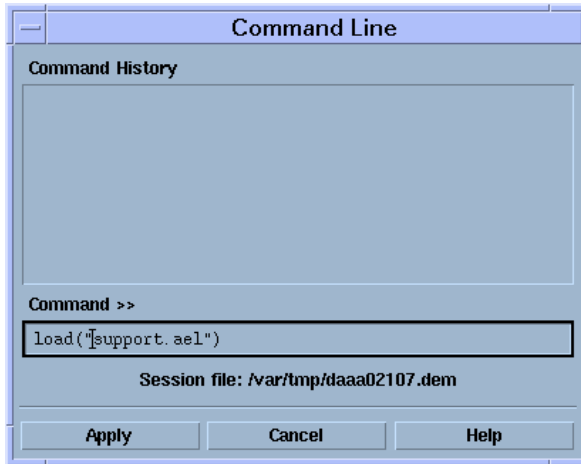 Command Line
Command History
Command >>
load("support.ael")
Session file: /var/tmp/daaa02107.dem
Apply Cancel Help